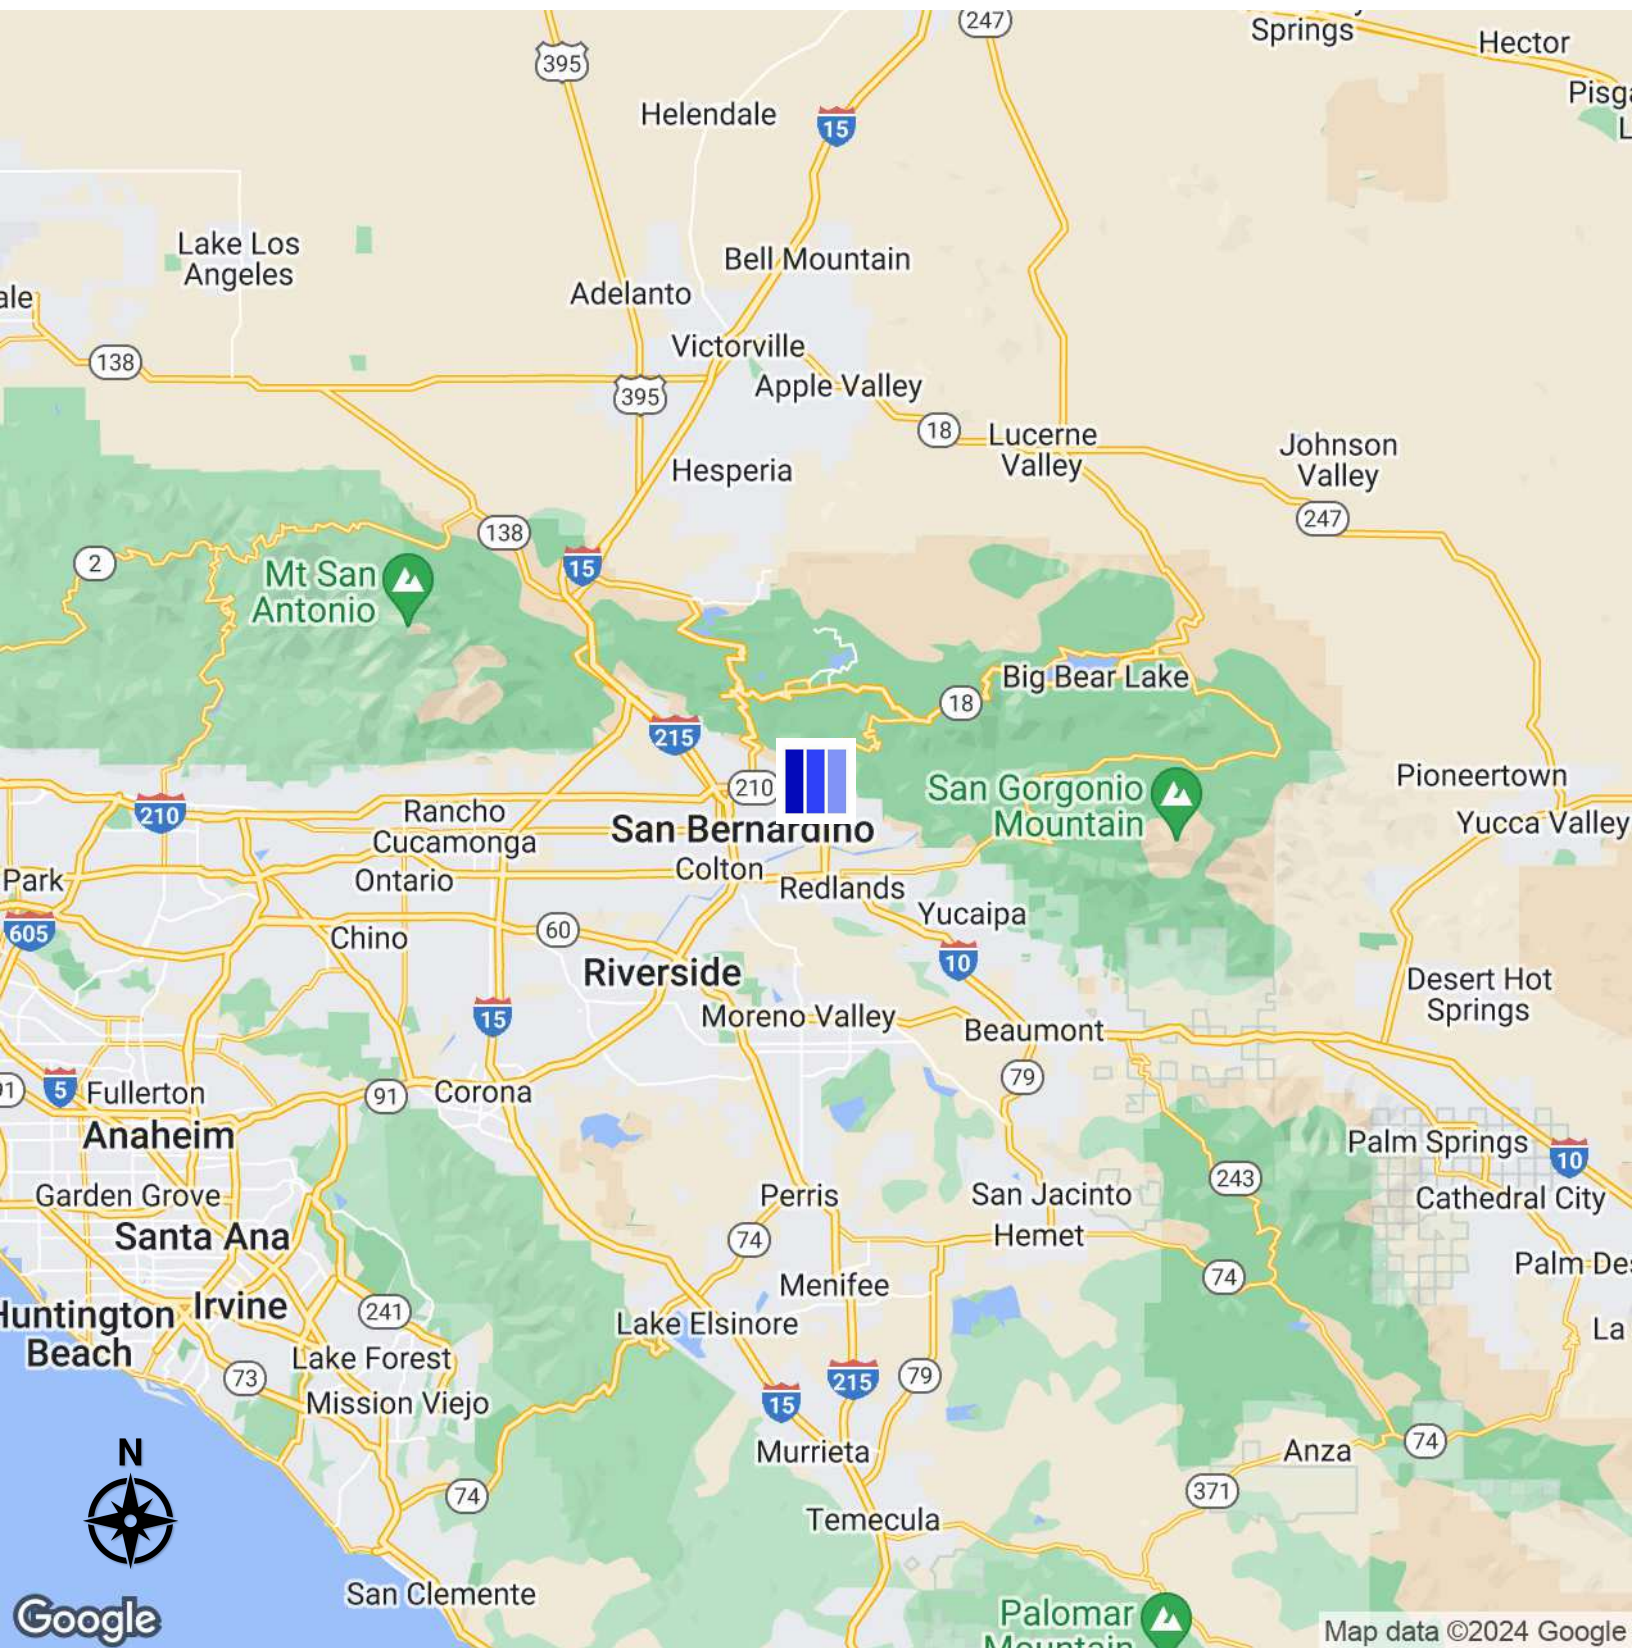 247
Springs
Hector
395
Helendale
15
Lake Los
Angeles
Bell Mountain
Adelanto
138
Victorville
395
Apple Valley
18
Lucerne
Valley
Johnson
Valley
Hesperia
247
138
2
15
Mt San
Antonio
Big Bear Lake
18
215
210
San Gorgonio
Mountain
Pioneertown
210
Rancho
Cucamonga
San Bernardino
Yucca Valley
Park
Ontario
Colton
Redlands
Yucaipa
605
Chino
60
10
Riverside
Desert Hot
Springs
15
Moreno Valley
Beaumont
79
91
5
Fullerton
91
Corona
Anaheim
Palm Springs
10
243
Garden Grove
Perris
San Jacinto
Cathedral City
Santa Ana
74
Hemet
74
Menifee
Palm
Huntington
Beach
Irvine
241
Lake Elsinore
La
73
Lake Forest
Mission Viejo
215
79
15
N
Murrieta
Anza
74
74
371
Temecula
San Clemente
Google
Palomar
Mountain
Map data ©2024 Google